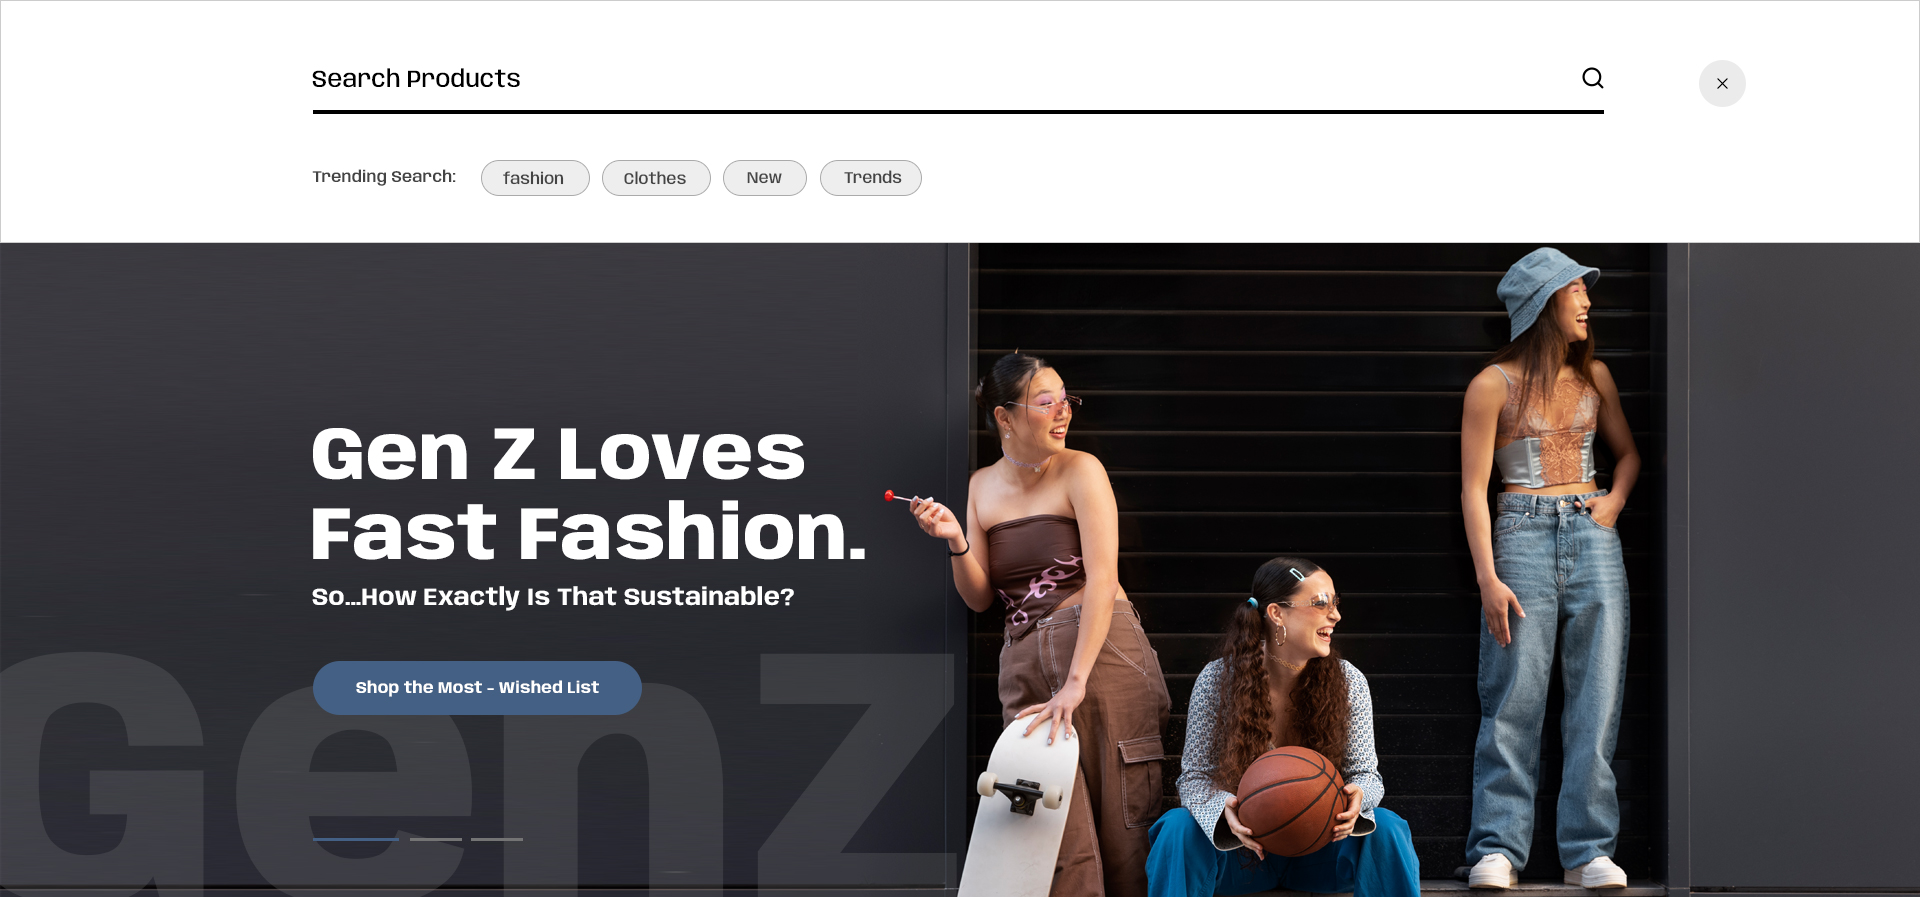 Search Products
Trending Search:
fashion
Clothes
New
Trends
Gen Z Loves
Fast Fashion.
So...How Exactly Is That Sustainable?
Shop the Most - Wished List
GenZ